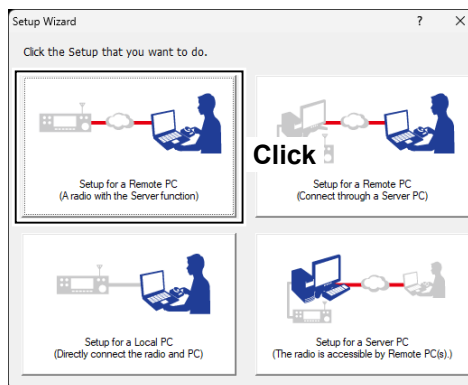 Setup Wizard ? ×
Click the Setup that you want to do.
Click
Setup for a Remote PC
(A radio with the Server function)
Setup for a Remote PC
(Connect through a Server PC)
Setup for a Local PC
(Directly connect the radio and PC)
Setup for a Server PC
(The radio is accessible by Remote PC(s).)